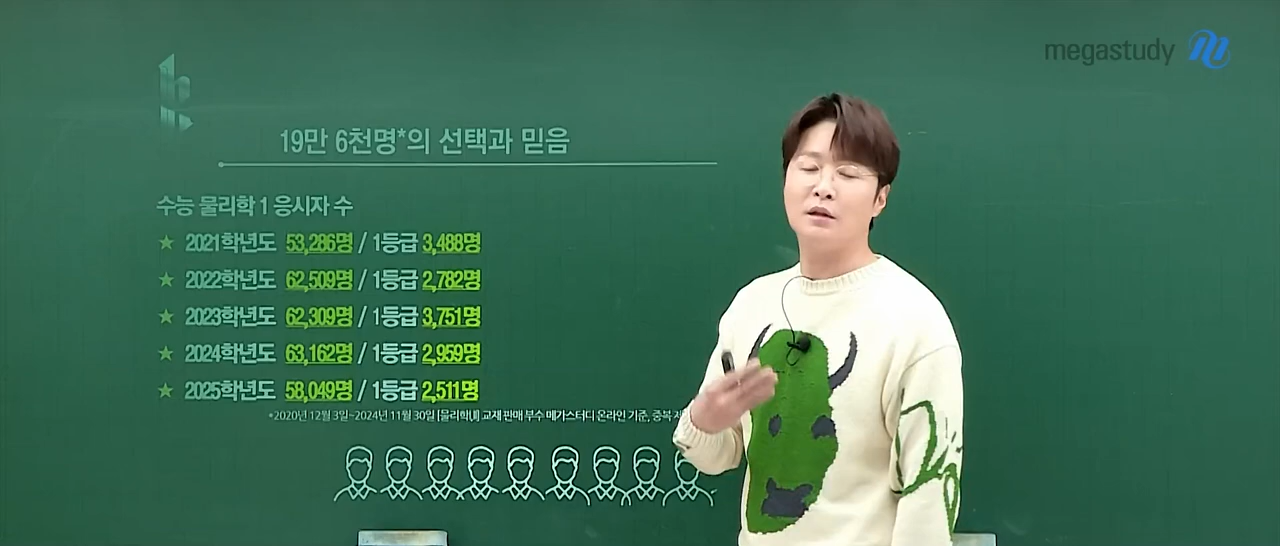 megastudy
19만 6천명*의 선택과 믿음
수능 물리학 1 응시자 수
★ 2021학년도 53,286명 / 1등급 3,488명
★ 2022학년도 62,509명 / 1등급 2,782명
★ 2023학년도 62,309명 / 1등급 3,751명
★ 2024학년도 63,162명 / 1등급 2,959명
★ 2025학년도 58,049명 / 1등급 2,511명
*2020년 12월 3일~2024년 11월 30일 [물리학I,II] 교재 판매 부수 메가스터디 온라인 기준, 중복